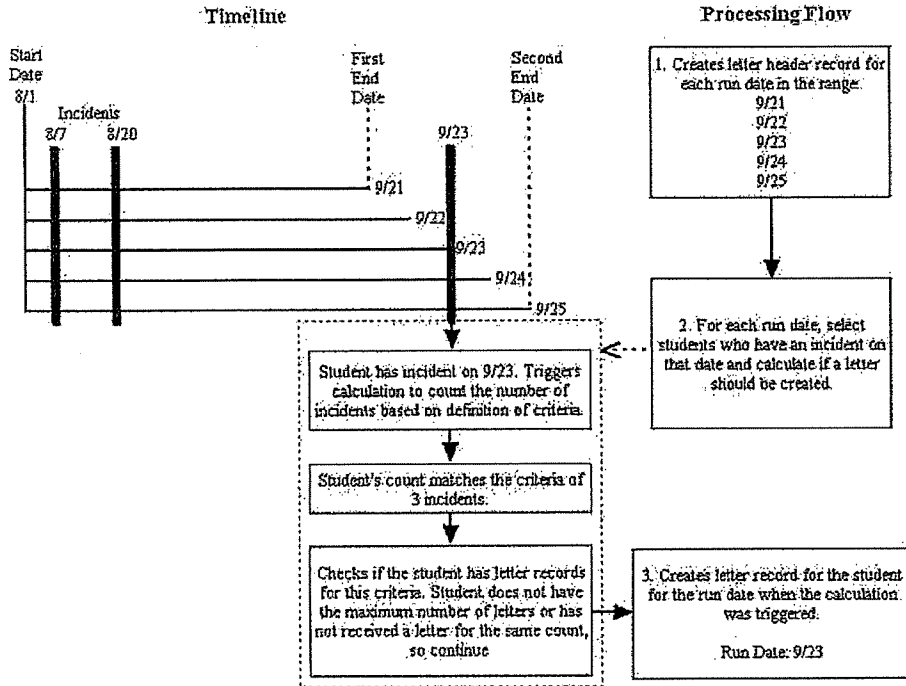 Timeline
Start
Date
8/1
Incidents
8/7
8/20
First
End
Date
9/23
Second
End
Date
9/21
9/22
9/23
9/24
9/25
Processing Flow
1. Creates letter header record for
each run date in the range.
9/21
9/22
9/23
9/24
9/25
2. For each run date, select
students who have an incident on
that date and calculate if a letter
should be created.
Student has incident on 9/23. Triggers
calculation to count the number of
incidents based on definition of criteria.
Student's count matches the criteria of
3 incidents.
Checks if the student has letter records
for this criteria. Student does not have
the maximum number of letters or has
not received a letter for the same count,
so continue
3. Creates letter record for the student
for the run date when the calculation
was triggered.
Run Date: 9/23